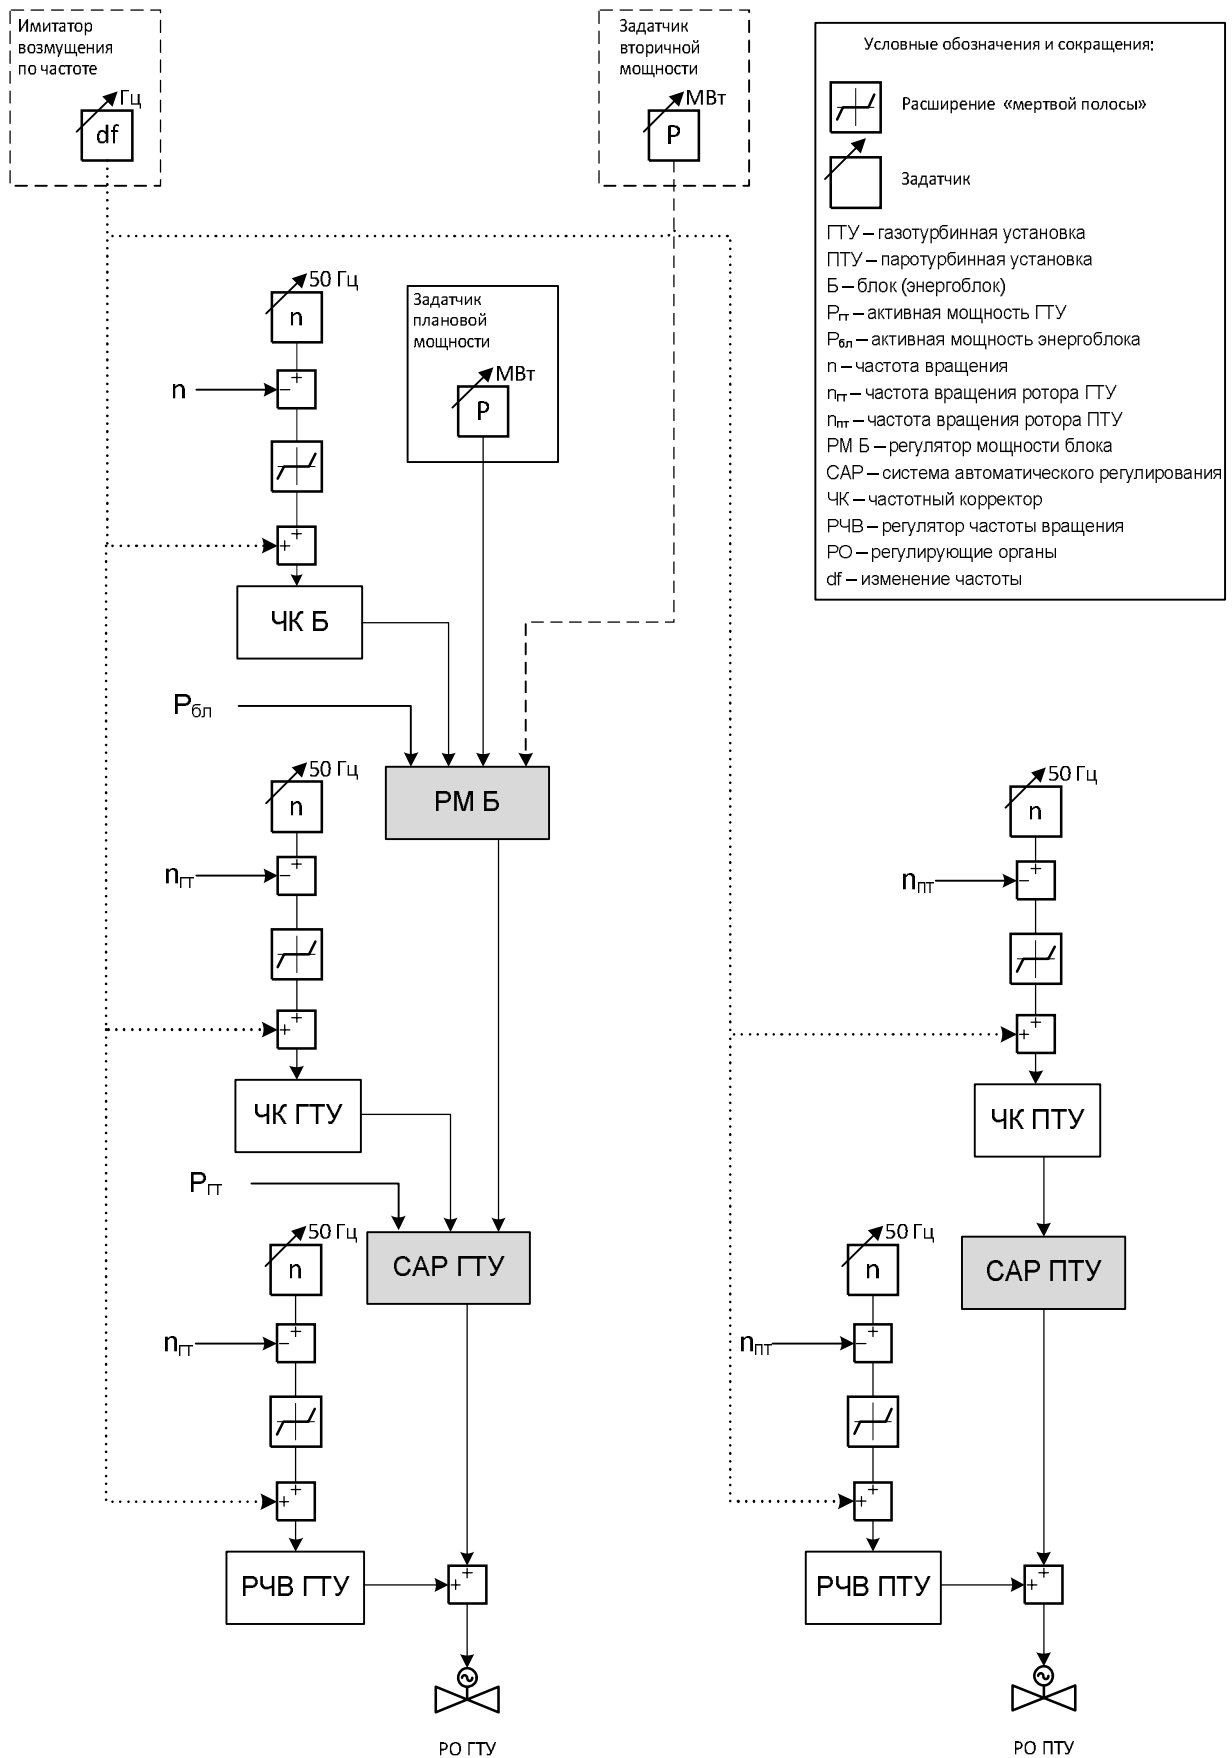 Имитатор
возмущения
по частоте
Гц
df
Задатчик
вторичной
мощности
МВт
P
Условные обозначения и сокращения:
Расширение «мертвой полосы»
Задатчик
ГТУ – газотурбинная установка
ПТУ – паротурбинная установка
Б – блок (энергоблок)
Pгт – активная мощность ГТУ
Pбл – активная мощность энергоблока
n – частота вращения
nгт – частота вращения ротора ГТУ
nпт – частота вращения ротора ПТУ
РМ Б – регулятор мощности блока
САР – система автоматического регулирования
ЧК – частотный корректор
РЧВ – регулятор частоты вращения
РО – регулирующие органы
df – изменение частоты
50 Гц
n
Задатчик
плановой
мощности
МВт
P
n
+
−
+
+
ЧК Б
Pбл
РМ Б
50 Гц
n
nгт
+
−
+
+
ЧК ГТУ
Pгт
САР ГТУ
50 Гц
n
nгт
+
−
+
+
РЧВ ГТУ
+
+
РО ГТУ
50 Гц
n
nпт
+
−
+
+
ЧК ПТУ
САР ПТУ
50 Гц
n
nпт
+
−
+
+
РЧВ ПТУ
+
+
РО ПТУ